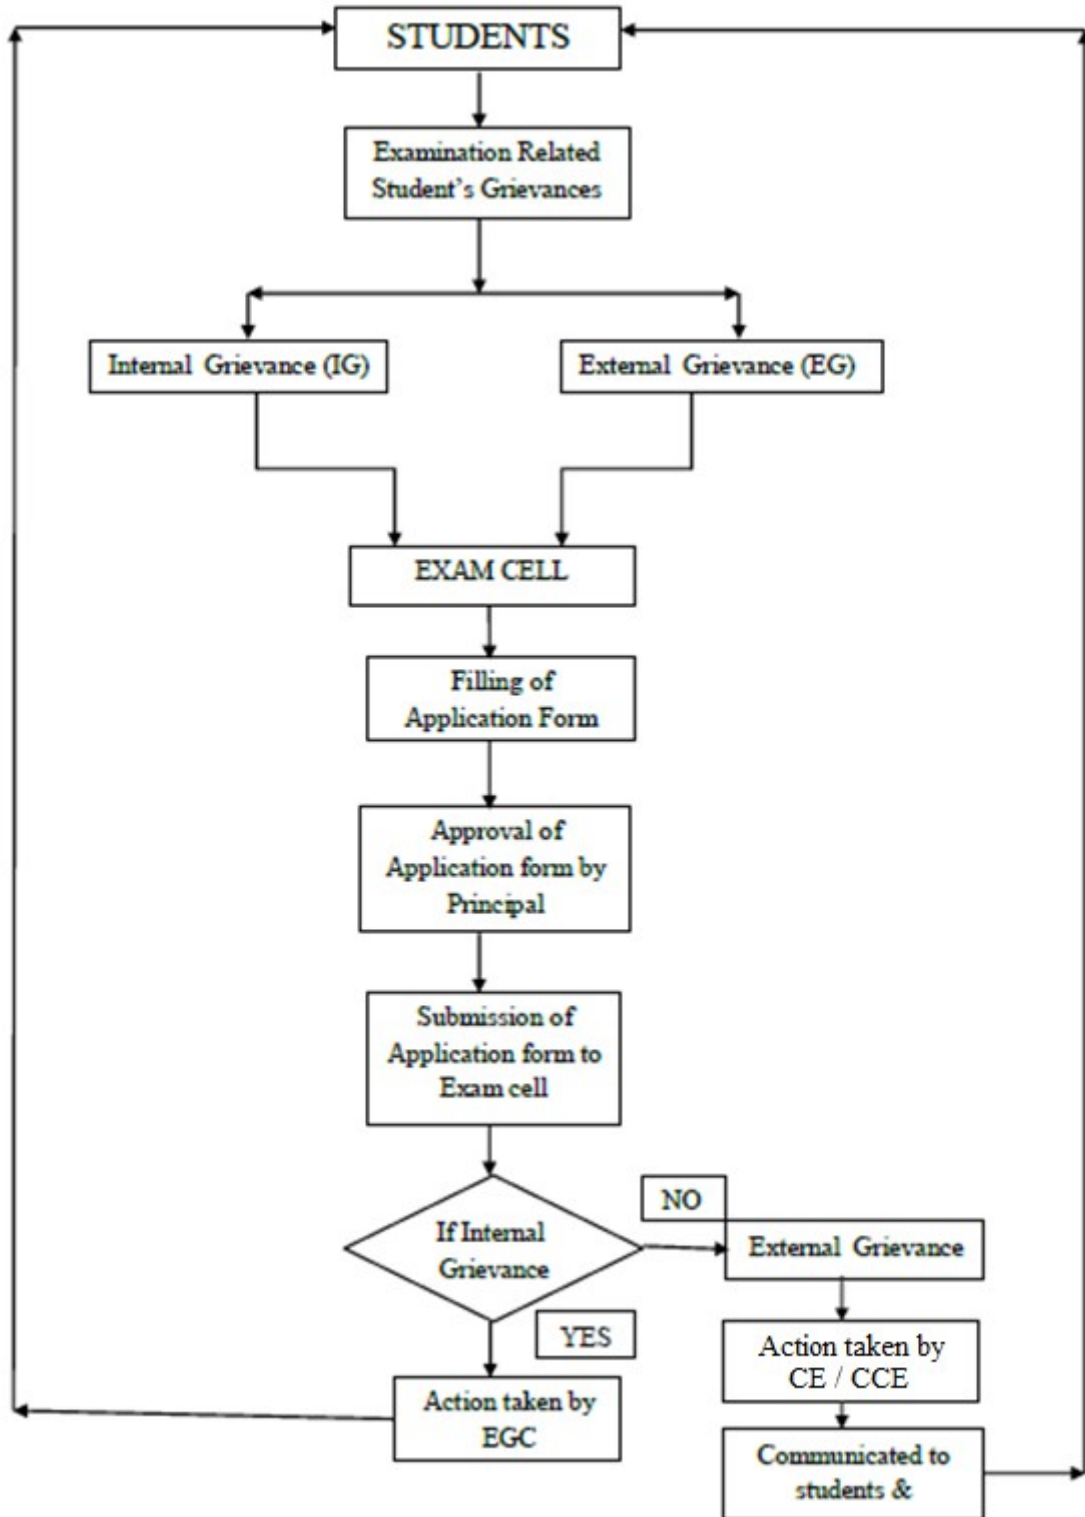 STUDENTS
Examination Related
Student's Grievances
Internal Grievance (IG)
External Grievance (EG)
EXAM CELL
Filling of
Application Form
Approval of
Application form by
Principal
Submission of
Application form to
Exam cell
If Internal
Grievance
NO
External Grievance
YES
Action taken by
CE / CCE
Action taken by
EGC
Communicated to
students &